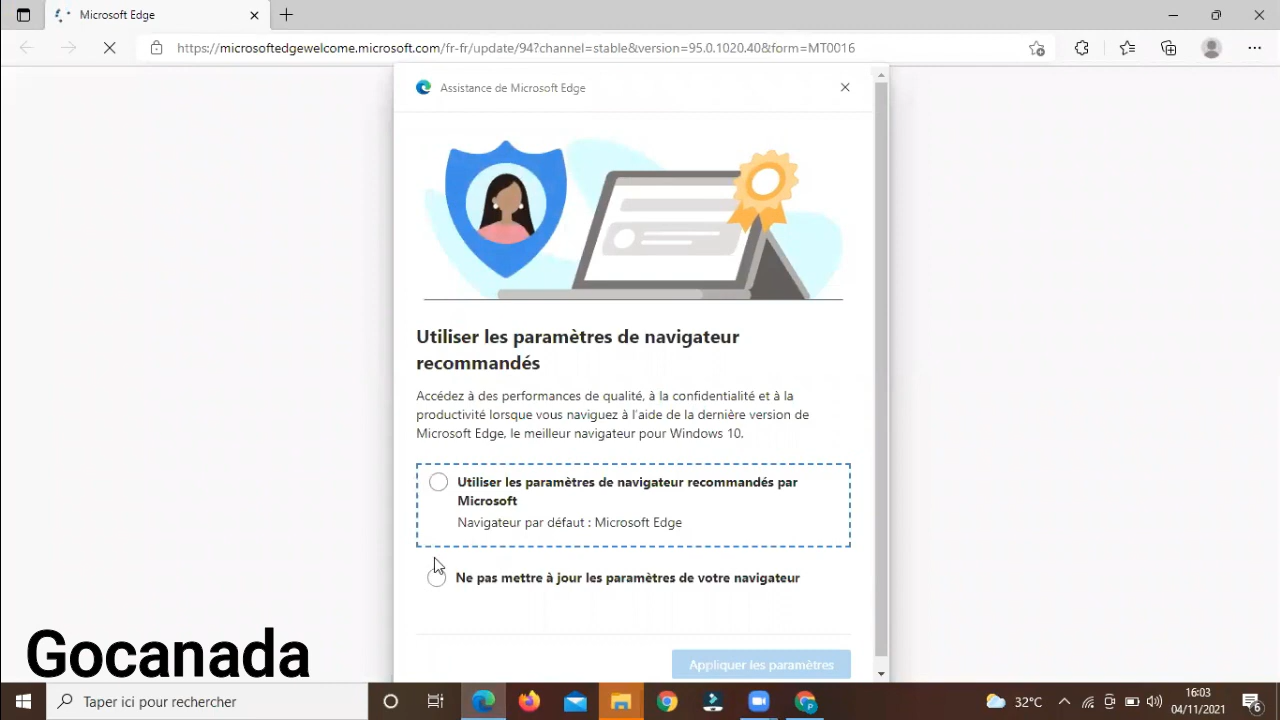 Microsoft Edge
https://microsoftedgewelcome.microsoft.com/fr-fr/update/94?channel=stable&version=95.0.1020.40&form=MT0016
Assistance de Microsoft Edge
Utiliser les paramètres de navigateur
recommandés
Accédez à des performances de qualité, à la confidentialité et à la
productivité lorsque vous naviguez à l'aide de la dernière version de
Microsoft Edge, le meilleur navigateur pour Windows 10.
Utiliser les paramètres de navigateur recommandés par
Microsoft
Navigateur par défaut : Microsoft Edge
Ne pas mettre à jour les paramètres de votre navigateur
Appliquer les paramètres
Gocanada
Taper ici pour rechercher
32°C
16:03
04/11/2021
6